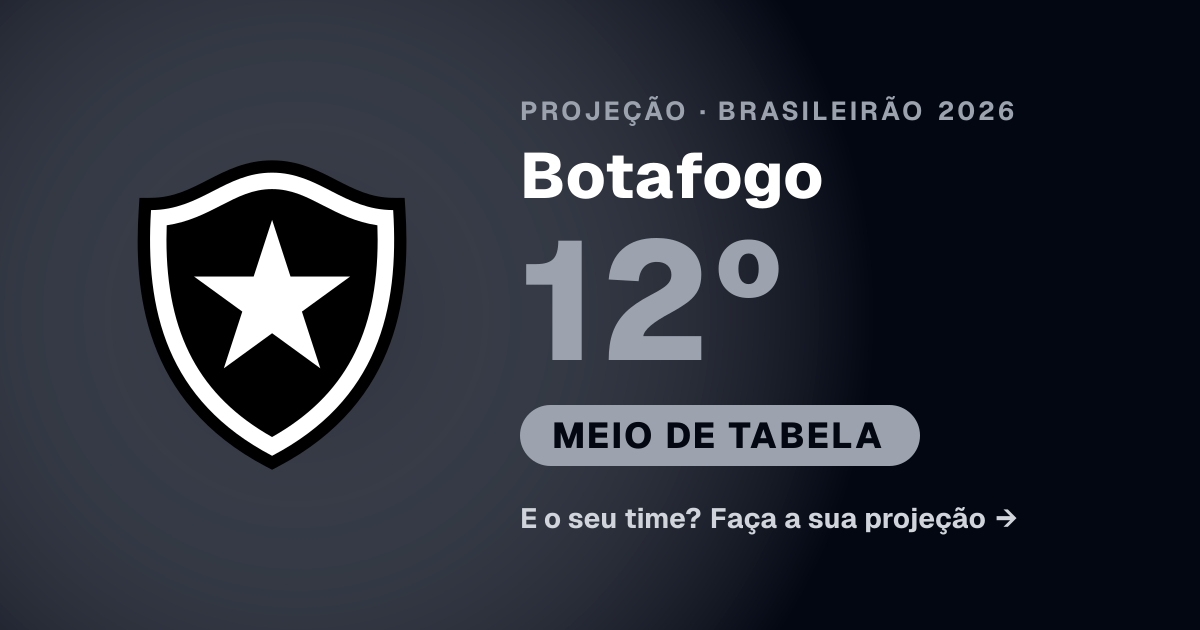 PROJEÇÃO · BRASILEIRÃO 2026
Botafogo
12º
MEIO DE TABELA
E o seu time? Faça a sua projeção →